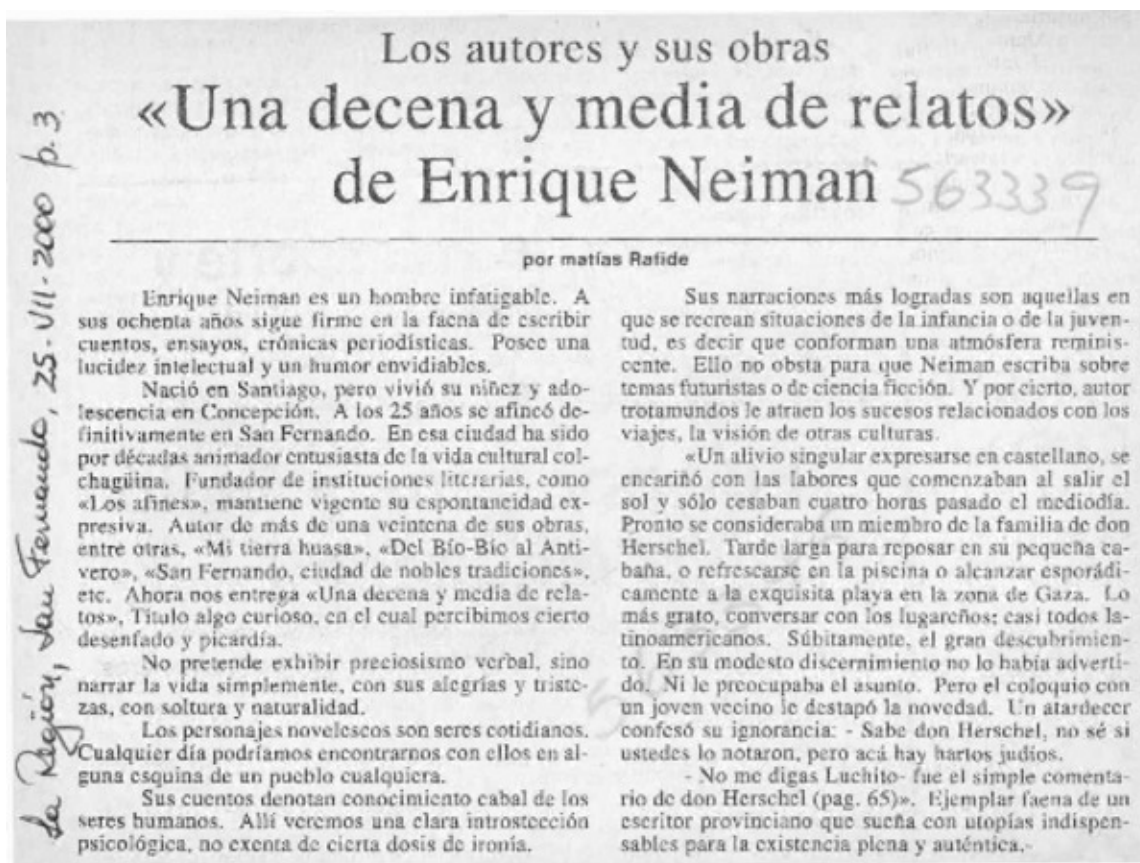 Los autores y sus obras
«Una decena y media de relatos»
de Enrique Neiman
563339
por matías Rafide
La Región, San Fernando, 25-VII-2000 p. 3.
Enrique Neiman es un hombre infatigable. A
sus ochenta años sigue firme en la faena de escribir
cuentos, ensayos, crónicas periodísticas. Posee una
lucidez intelectual y un humor envidiables.
Nació en Santiago, pero vivió su niñez y ado-
lescencia en Concepción. A los 25 años se afincó de-
finitivamente en San Fernando. En esa ciudad ha sido
por décadas animador entusiasta de la vida cultural col-
chagüina. Fundador de instituciones literarias, como
«Los afines», mantiene vigente su espontaneidad ex-
presiva. Autor de más de una veintena de sus obras,
entre otras, «Mi tierra huasa», «Del Bío-Bío al Anti-
vero», «San Fernando, ciudad de nobles tradiciones»,
etc. Ahora nos entrega «Una decena y media de rela-
tos», Título algo curioso, en el cual percibimos cierto
desenfado y picardía.
No pretende exhibir preciosismo verbal, sino
narrar la vida simplemente, con sus alegrías y triste-
zas, con soltura y naturalidad.
Los personajes novelescos son seres cotidianos.
Cualquier día podríamos encontrarnos con ellos en al-
guna esquina de un pueblo cualquiera.
Sus cuentos denotan conocimiento cabal de los
seres humanos. Allí veremos una clara introstección
psicológica, no exenta de cierta dosis de ironía.
Sus narraciones más logradas son aquellas en
que se recrean situaciones de la infancia o de la juven-
tud, es decir que conforman una atmósfera reminis-
cente. Ello no obsta para que Neiman escriba sobre
temas futuristas o de ciencia ficción. Y por cierto, autor
trotamundos le atraen los sucesos relacionados con los
viajes, la visión de otras culturas.
«Un alivio singular expresarse en castellano, se
encariñó con las labores que comenzaban al salir el
sol y sólo cesaban cuatro horas pasado el mediodía.
Pronto se consideraba un miembro de la familia de don
Herschel. Tarde larga para reposar en su pequeña ca-
baña, o refrescarse en la piscina o alcanzar esporádi-
camente a la exquisita playa en la zona de Gaza. Lo
más grato, conversar con los lugareños: casi todos la-
tinoamericanos. Súbitamente, el gran descubrimien-
to. En su modesto discernimiento no lo había adverti-
do. Ni le preocupaba el asunto. Pero el coloquio con
un joven vecino le destapó la novedad. Un atardecer
confesó su ignorancia: - Sabe don Herschel, no sé si
ustedes lo notaron, pero acá hay hartos judíos.
- No me digas Luchito- fue el simple comenta-
rio de don Herschel (pag. 65)». Ejemplar faena de un
escritor provinciano que sueña con utopías indispen-
sables para la existencia plena y auténtica,-